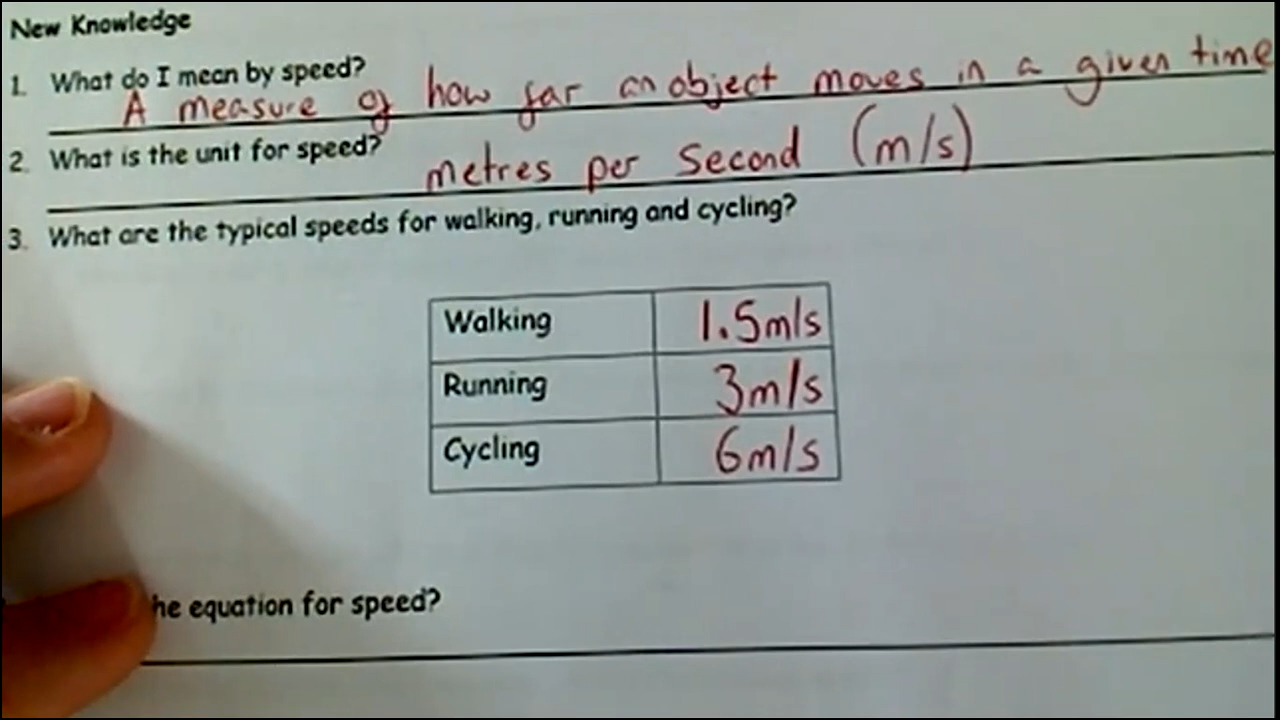 New Knowledge
1. What do I mean by speed?
A measure of how far an object moves in a given time
2. What is the unit for speed?
metres per second (m/s)
3. What are the typical speeds for walking, running and cycling?
Walking 1.5m/s
Running 3m/s
Cycling 6m/s
he equation for speed?